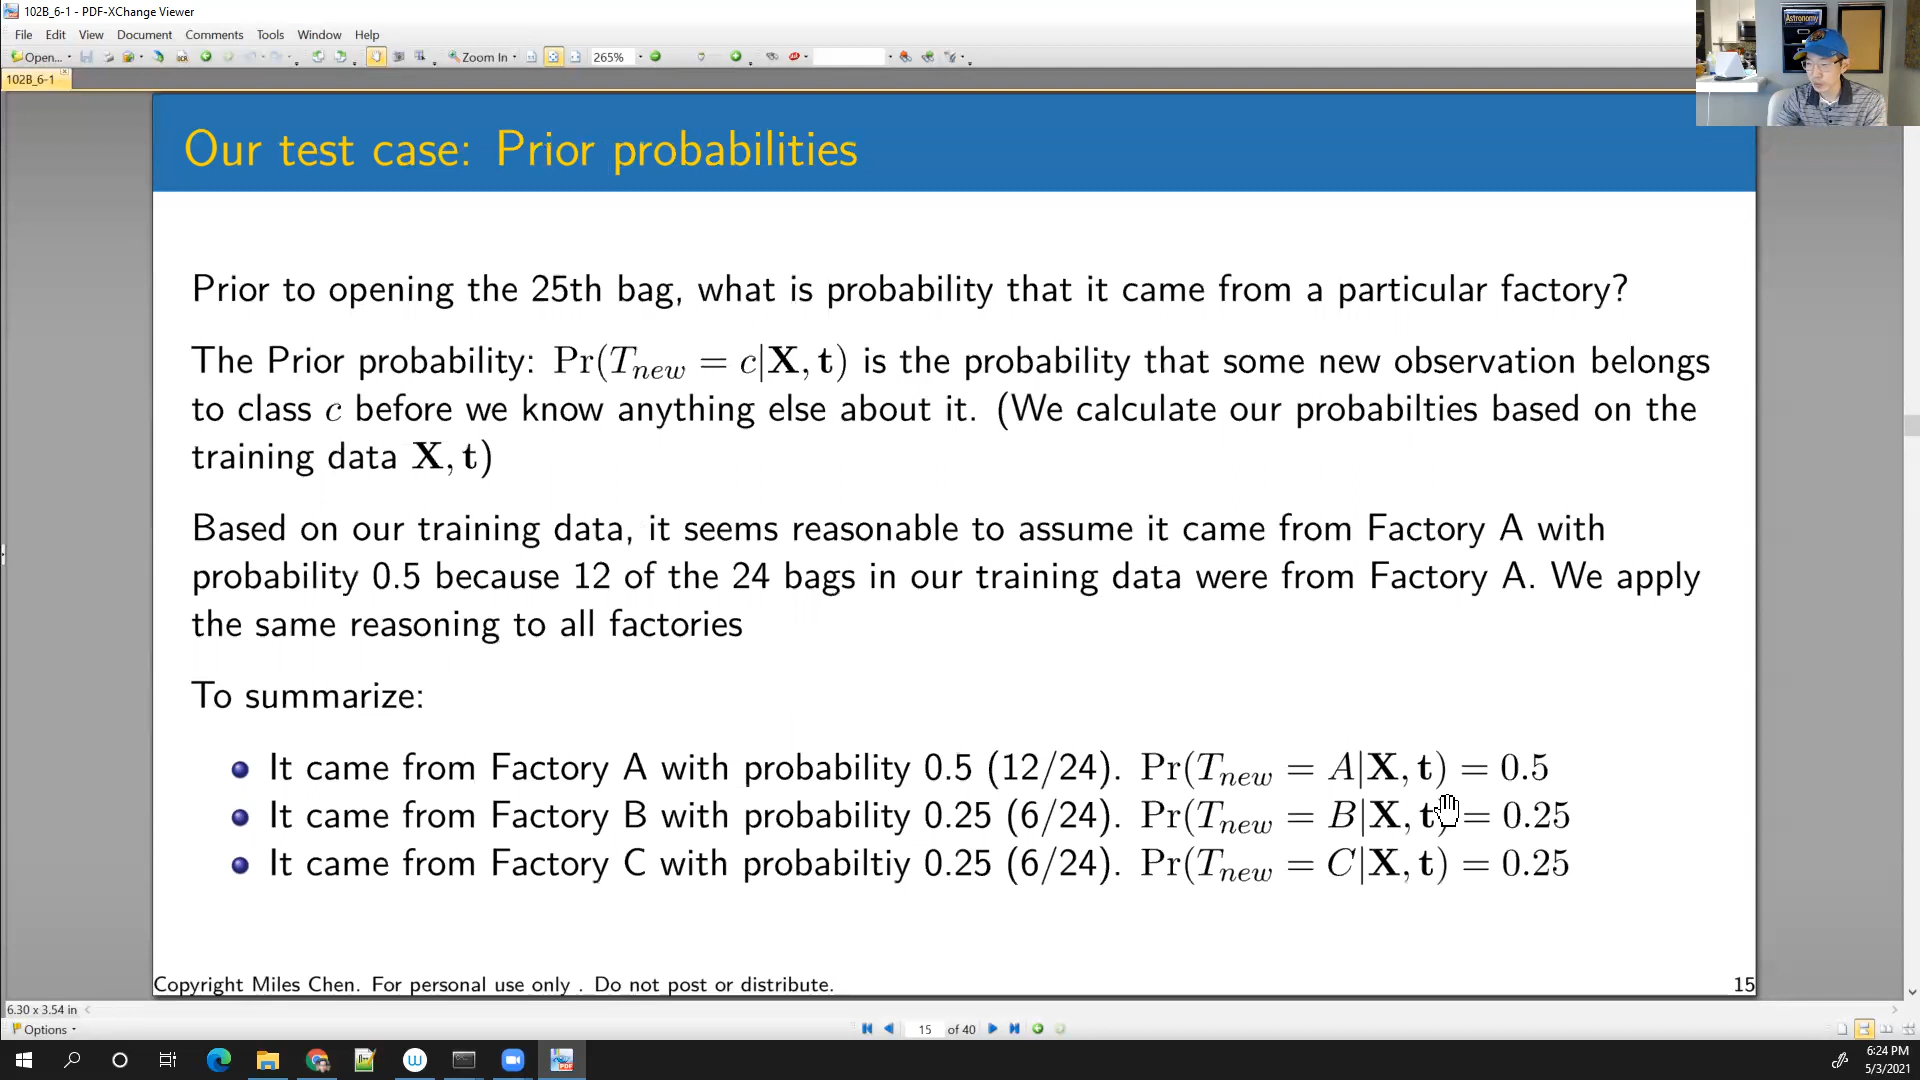 102B_6-1 - PDF-XChange Viewer
File Edit View Document Comments Tools Window Help
Open... Zoom In 265%
102B_6-1
Astronomy
Our test case: Prior probabilities
Prior to opening the 25th bag, what is probability that it came from a particular factory?
The Prior probability: Pr(T_new = c|X, t) is the probability that some new observation belongs
to class c before we know anything else about it. (We calculate our probabilties based on the
training data X, t)
Based on our training data, it seems reasonable to assume it came from Factory A with
probability 0.5 because 12 of the 24 bags in our training data were from Factory A. We apply
the same reasoning to all factories
To summarize:
It came from Factory A with probability 0.5 (12/24). Pr(T_new = A|X, t) = 0.5
It came from Factory B with probability 0.25 (6/24). Pr(T_new = B|X, t) = 0.25
It came from Factory C with probabiltiy 0.25 (6/24). Pr(T_new = C|X, t) = 0.25
Copyright Miles Chen. For personal use only . Do not post or distribute. 15
6.30 x 3.54 in
Options 15 of 40
6:24 PM
5/3/2021